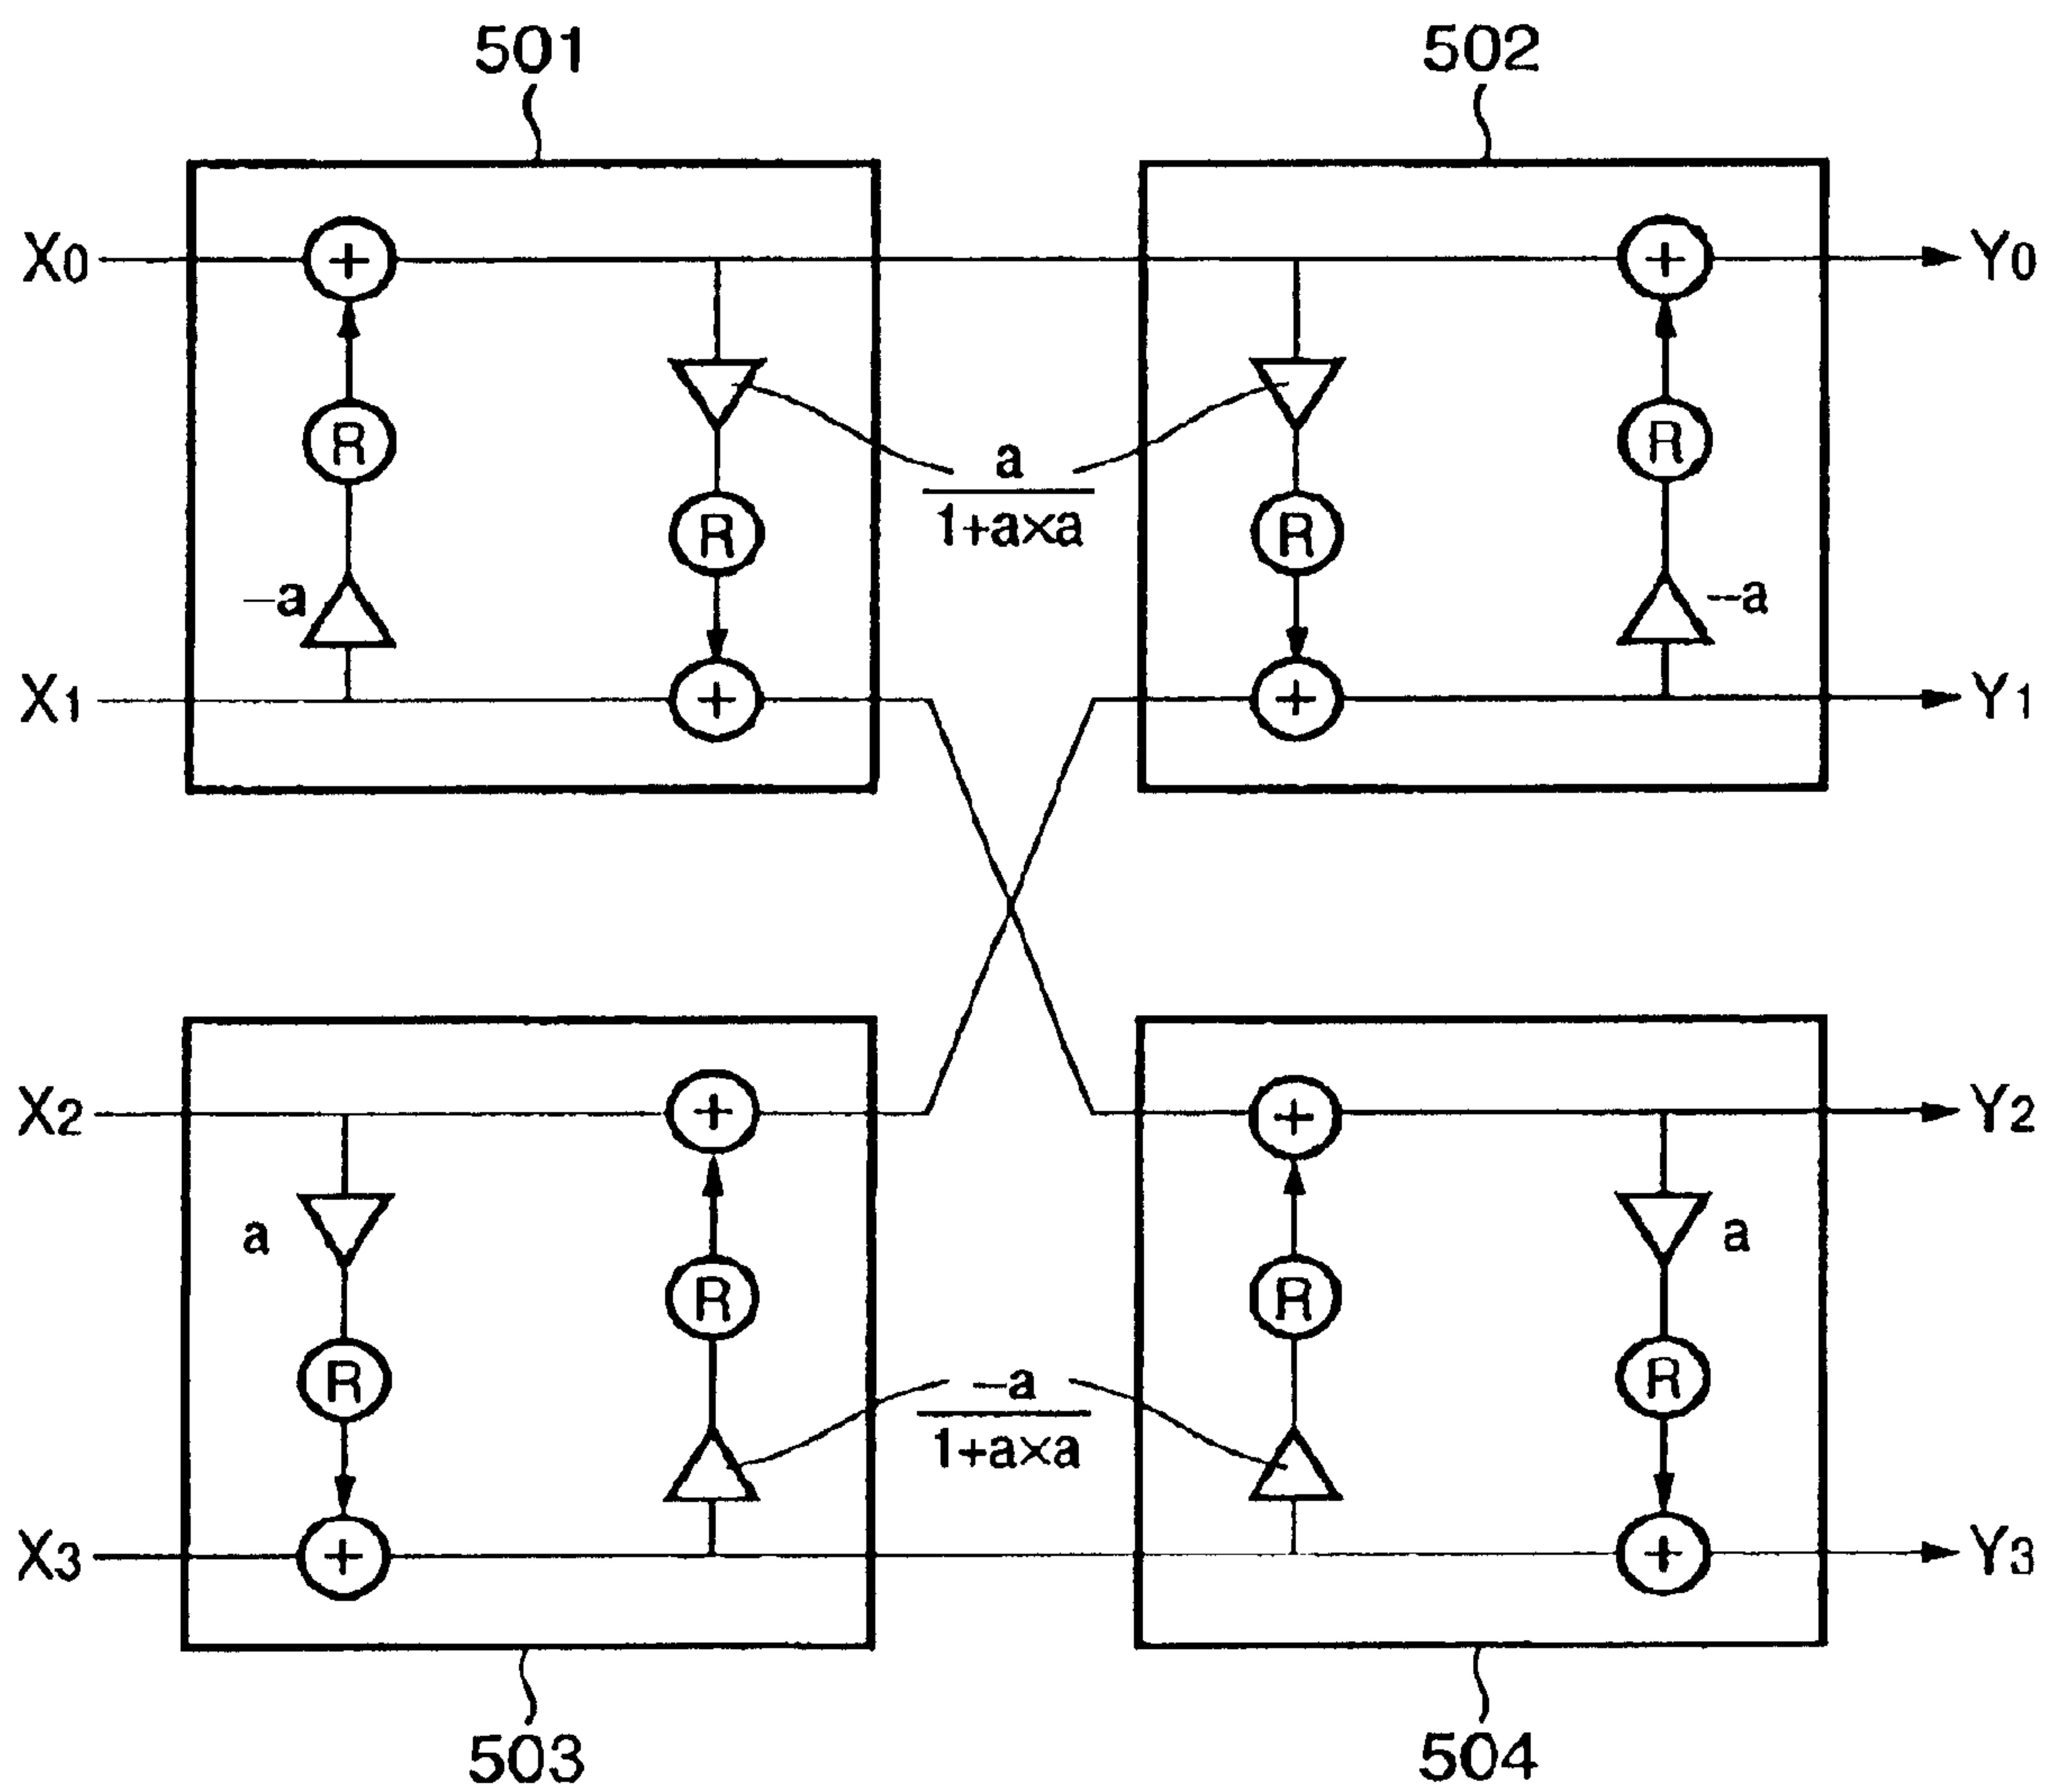 501
502
X0
+
+
Y0
R
R
R
R
a
1+a×a
−a
−a
X1
+
+
Y1
X2
+
+
Y2
a
a
R
R
R
R
−a
1+a×a
X3
+
+
Y3
503
504